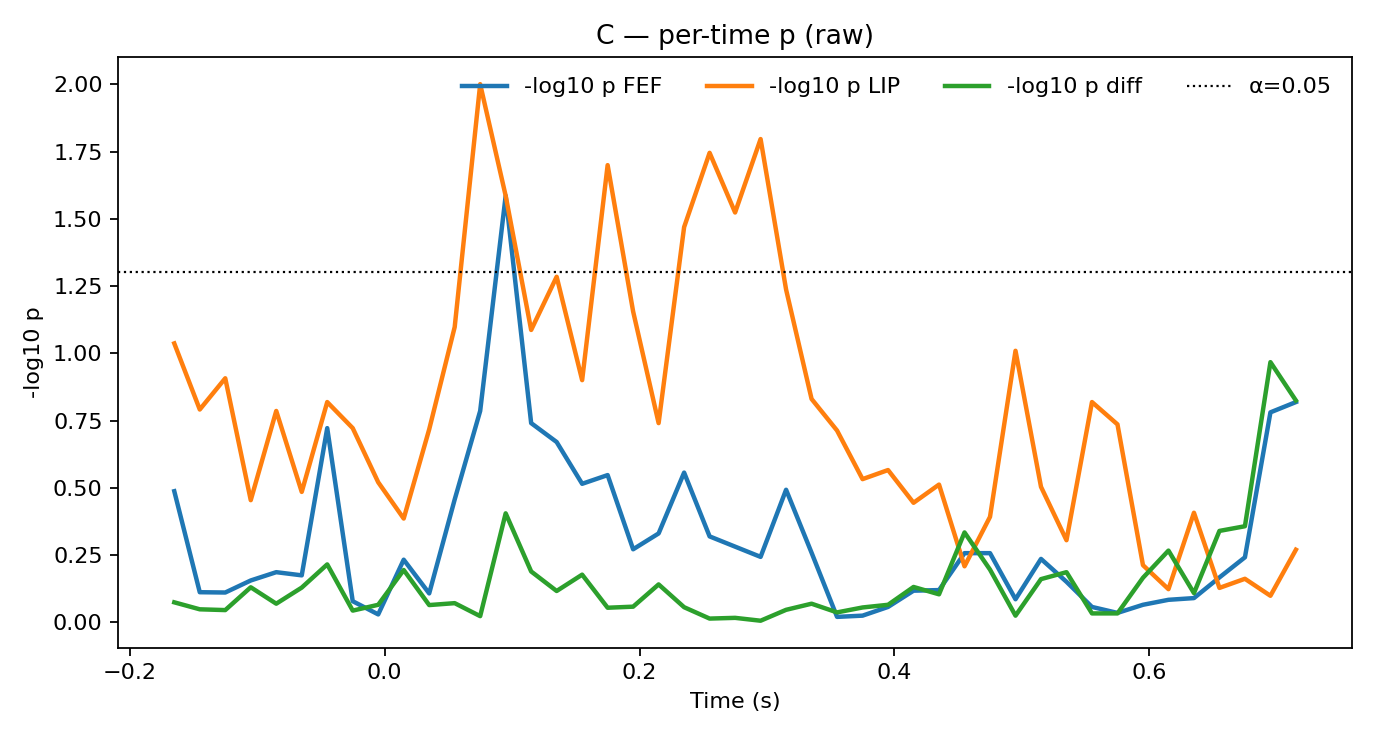 C — per-time p (raw)
-log10 p FEF
-log10 p LIP
-log10 p diff
α=0.05
2.00
1.75
1.50
1.25
1.00
0.75
0.50
0.25
0.00
-log10 p
−0.2
0.0
0.2
0.4
0.6
Time (s)